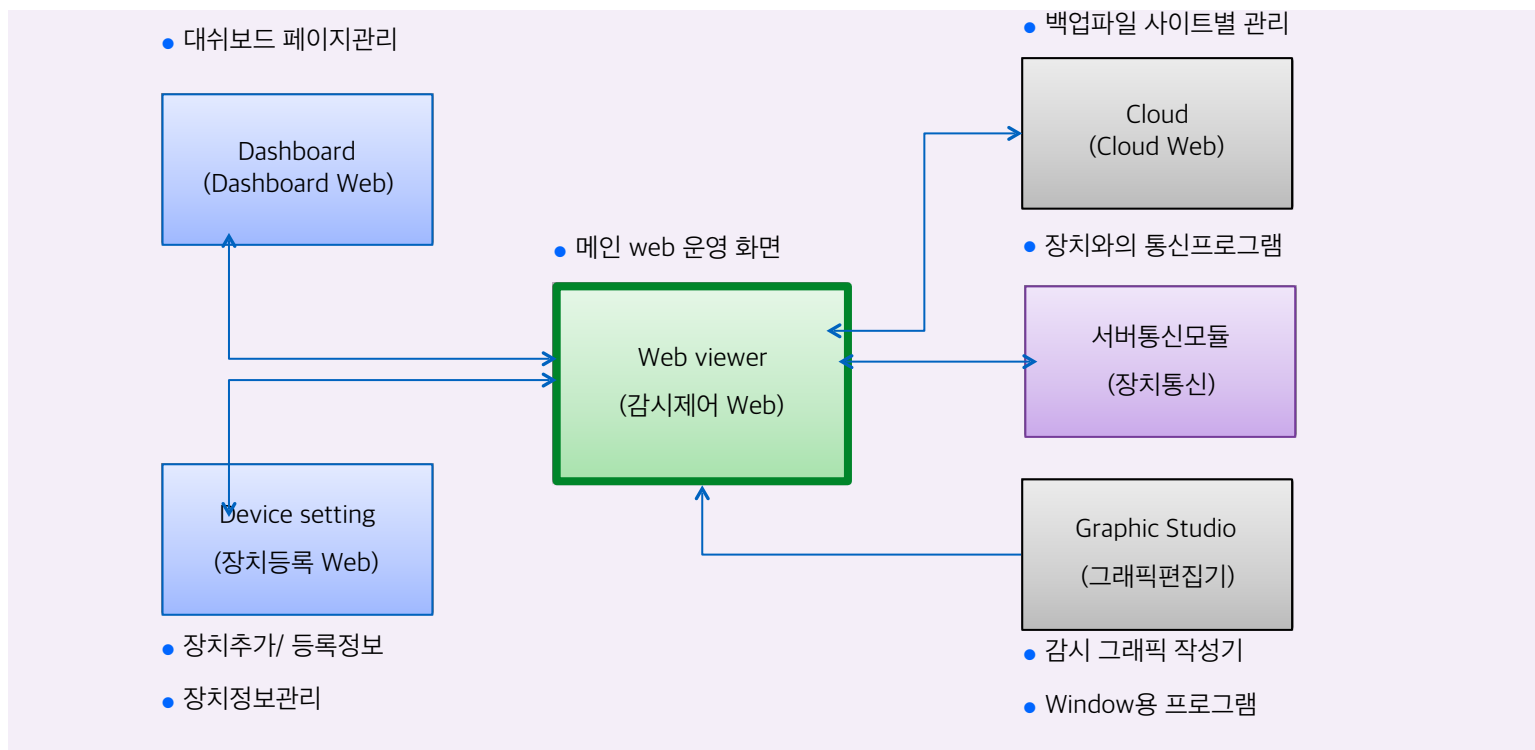 대쉬보드 페이지관리
백업파일 사이트별 관리
Dashboard
(Dashboard Web)
Cloud
(Cloud Web)
메인 web 운영 화면
장치와의 통신프로그램
Web viewer
(감시제어 Web)
서버통신모듈
(장치통신)
Device setting
(장치등록 Web)
Graphic Studio
(그래픽편집기)
장치추가/ 등록정보
장치정보관리
감시 그래픽 작성기
Window용 프로그램